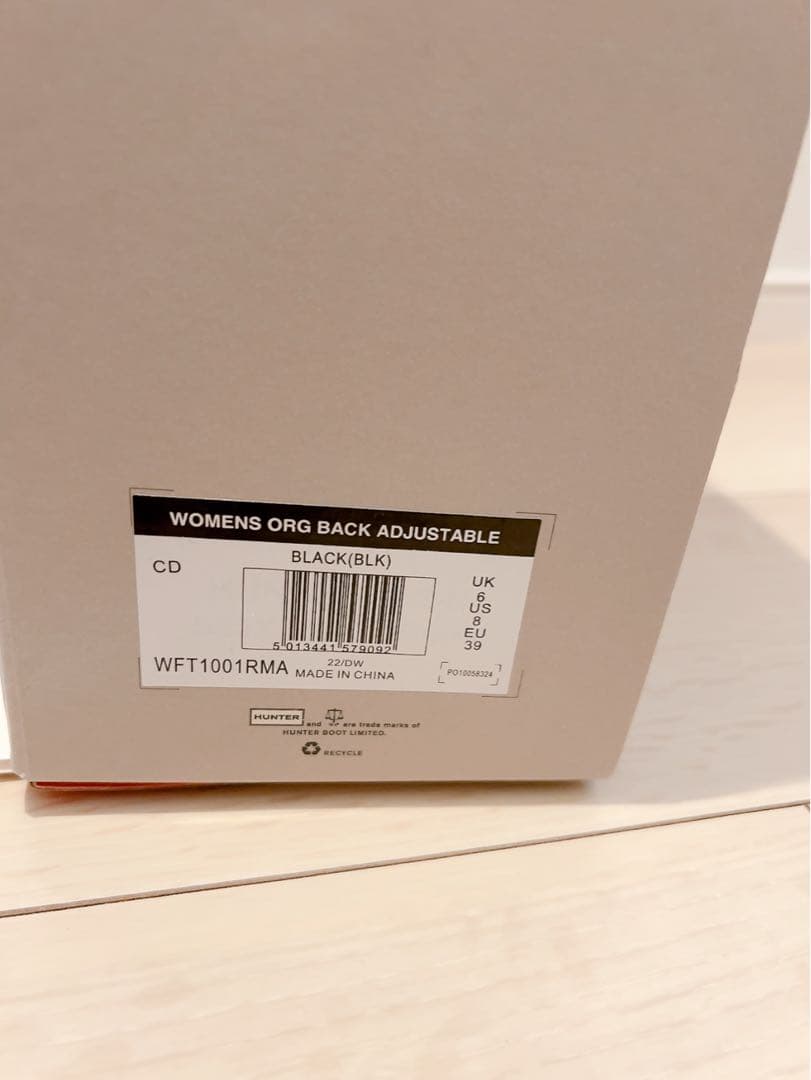 WOMENS ORG BACK ADJUSTABLE
BLACK(BLK)
CD
UK
6
US
8
EU
39
5 013441 579092
WFT1001RMA
22/DW
MADE IN CHINA
PO10058324
HUNTER and are trade marks of
HUNTER BOOT LIMITED.
RECYCLE